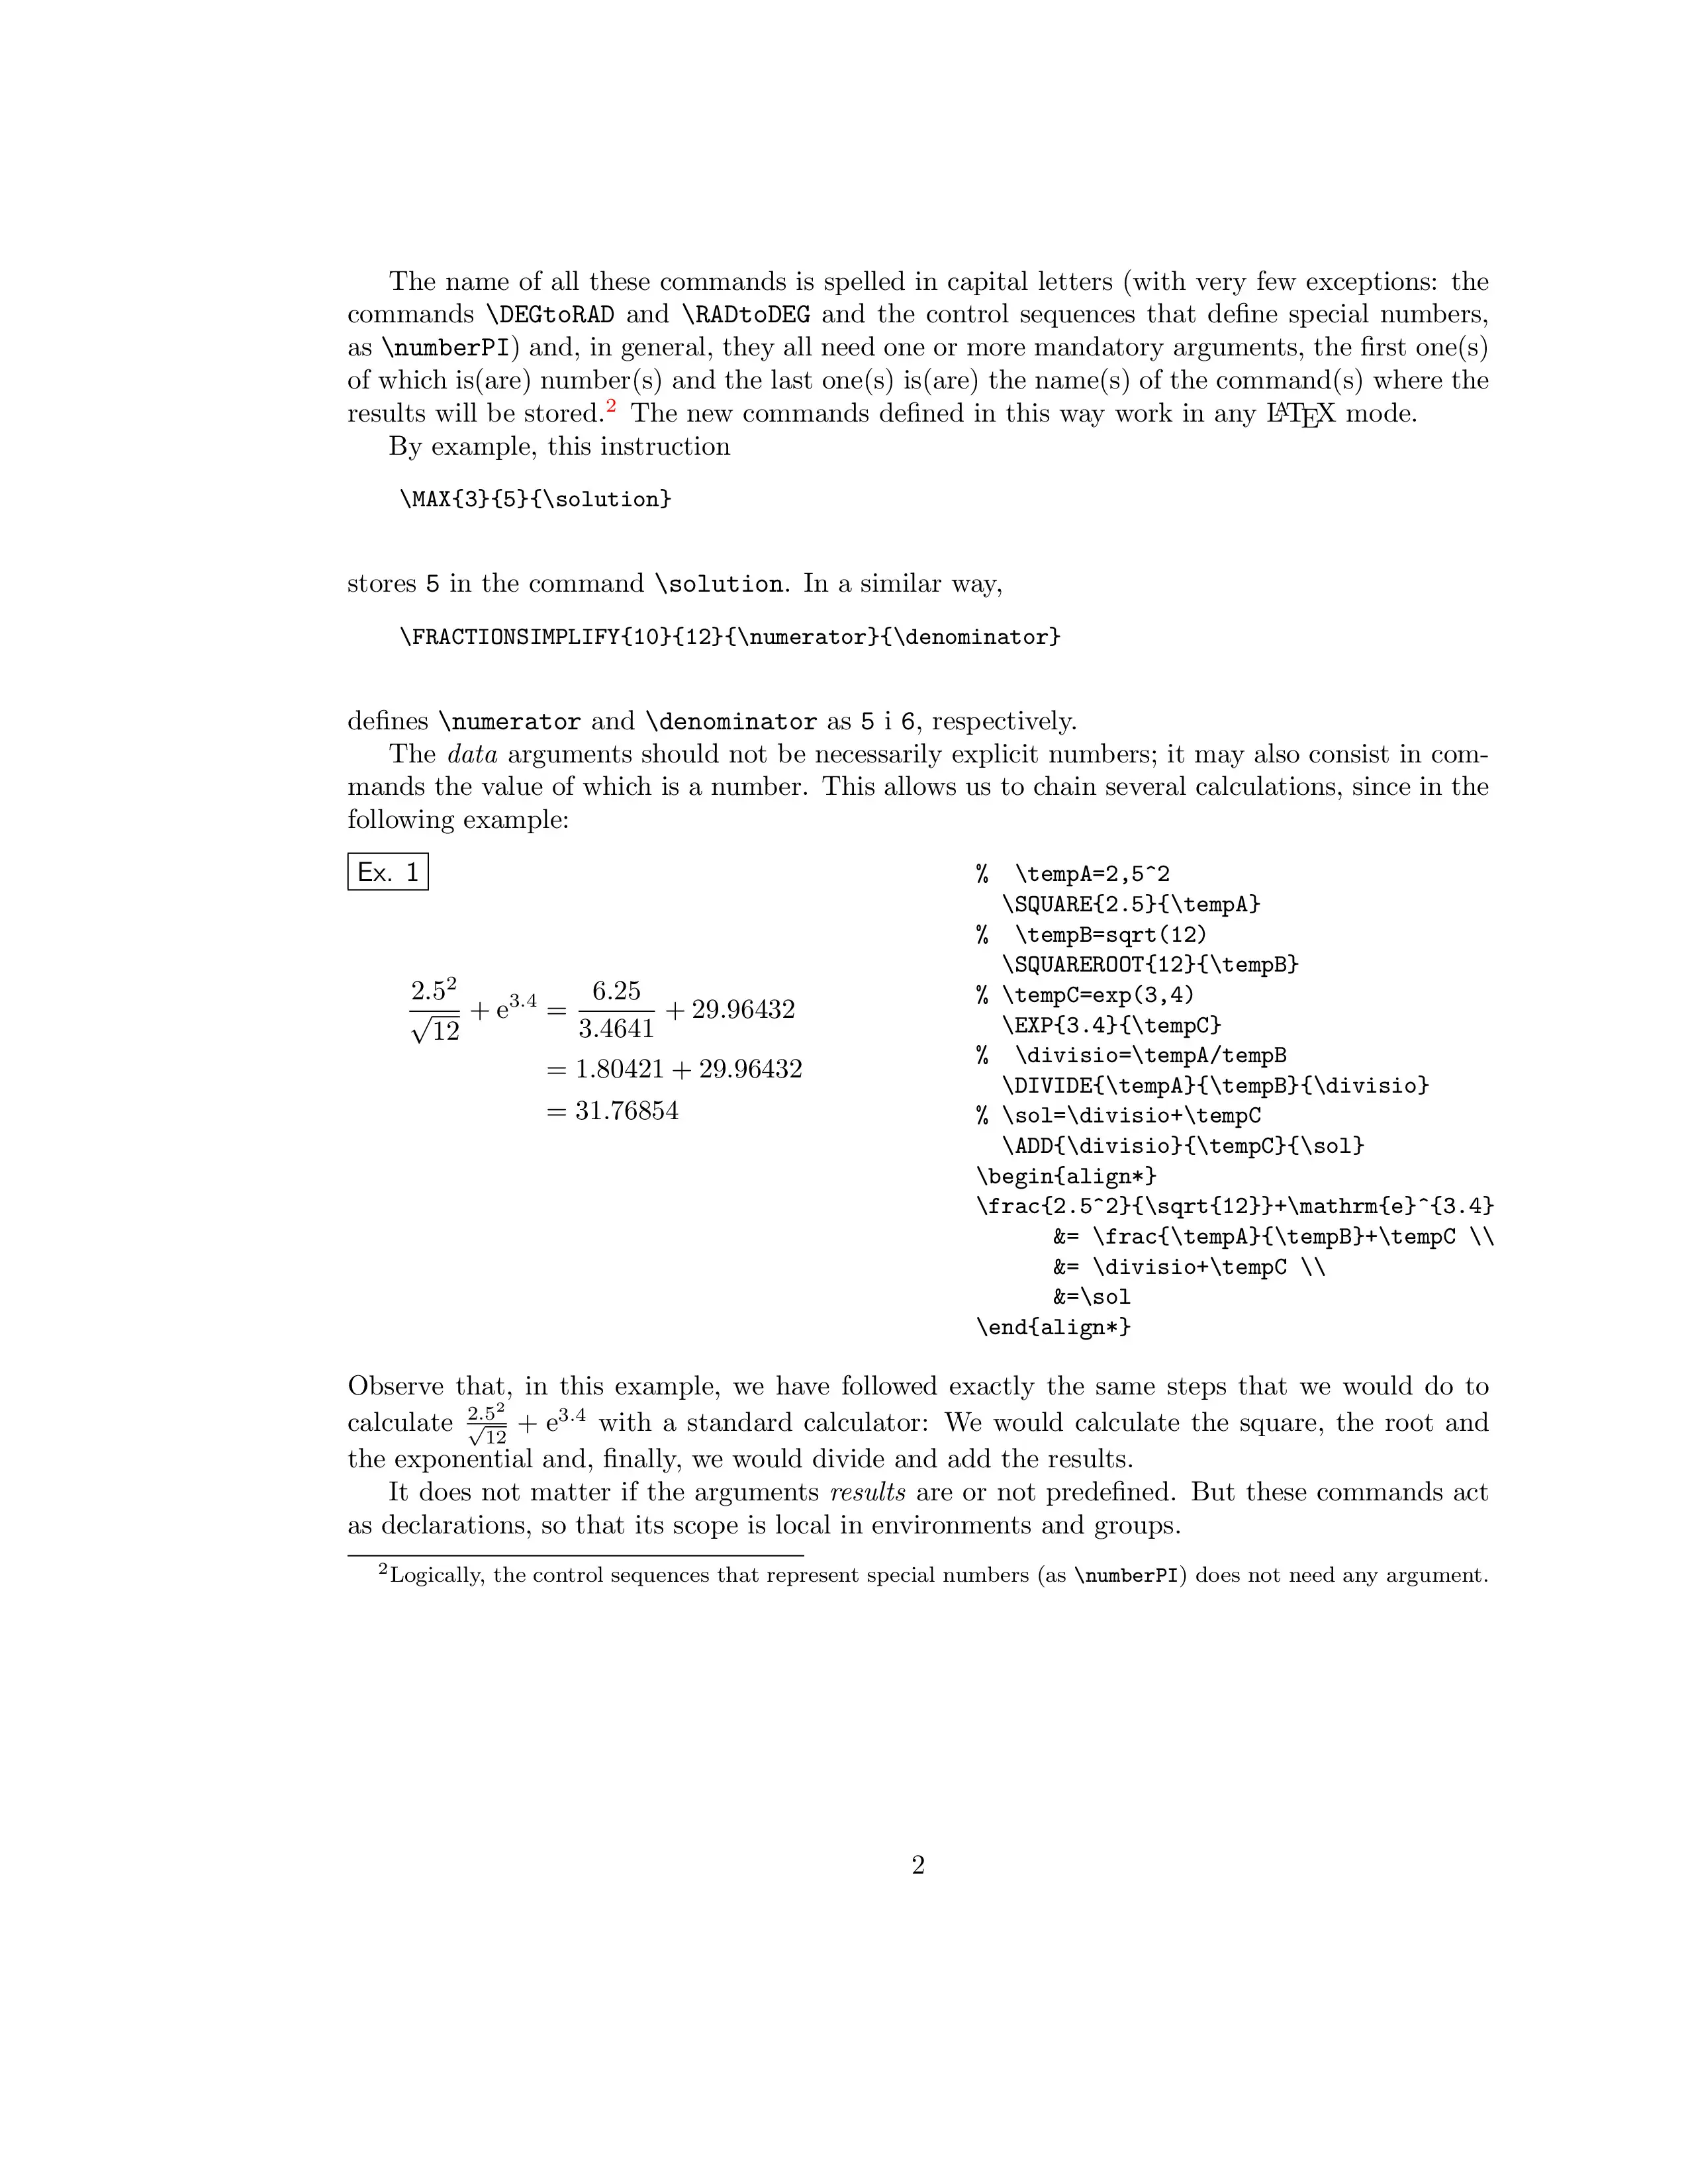 The name of all these commands is spelled in capital letters (with very few exceptions: the
commands \DEGtoRAD and \RADtoDEG and the control sequences that define special numbers,
as \numberPI) and, in general, they all need one or more mandatory arguments, the first one(s)
of which is(are) number(s) and the last one(s) is(are) the name(s) of the command(s) where the
results will be stored.2 The new commands defined in this way work in any LATEX mode.
By example, this instruction
\MAX{3}{5}{\solution}
stores 5 in the command \solution. In a similar way,
\FRACTIONSIMPLIFY{10}{12}{\numerator}{\denominator}
defines \numerator and \denominator as 5 i 6, respectively.
The data arguments should not be necessarily explicit numbers; it may also consist in com-
mands the value of which is a number. This allows us to chain several calculations, since in the
following example:
Ex. 1
2.5² / √12 + e^3.4 = 6.25 / 3.4641 + 29.96432
= 1.80421 + 29.96432
= 31.76854
%  \tempA=2,5^2
  \SQUARE{2.5}{\tempA}
%  \tempB=sqrt(12)
  \SQUAREROOT{12}{\tempB}
% \tempC=exp(3,4)
  \EXP{3.4}{\tempC}
%  \divisio=\tempA/tempB
  \DIVIDE{\tempA}{\tempB}{\divisio}
% \sol=\divisio+\tempC
  \ADD{\divisio}{\tempC}{\sol}
\begin{align*}
\frac{2.5^2}{\sqrt{12}}+\mathrm{e}^{3.4}
      &= \frac{\tempA}{\tempB}+\tempC \\
      &= \divisio+\tempC \\
      &=\sol
\end{align*}
Observe that, in this example, we have followed exactly the same steps that we would do to
calculate 2.5² / √12 + e^3.4 with a standard calculator: We would calculate the square, the root and
the exponential and, finally, we would divide and add the results.
It does not matter if the arguments results are or not predefined. But these commands act
as declarations, so that its scope is local in environments and groups.
2Logically, the control sequences that represent special numbers (as \numberPI) does not need any argument.
2